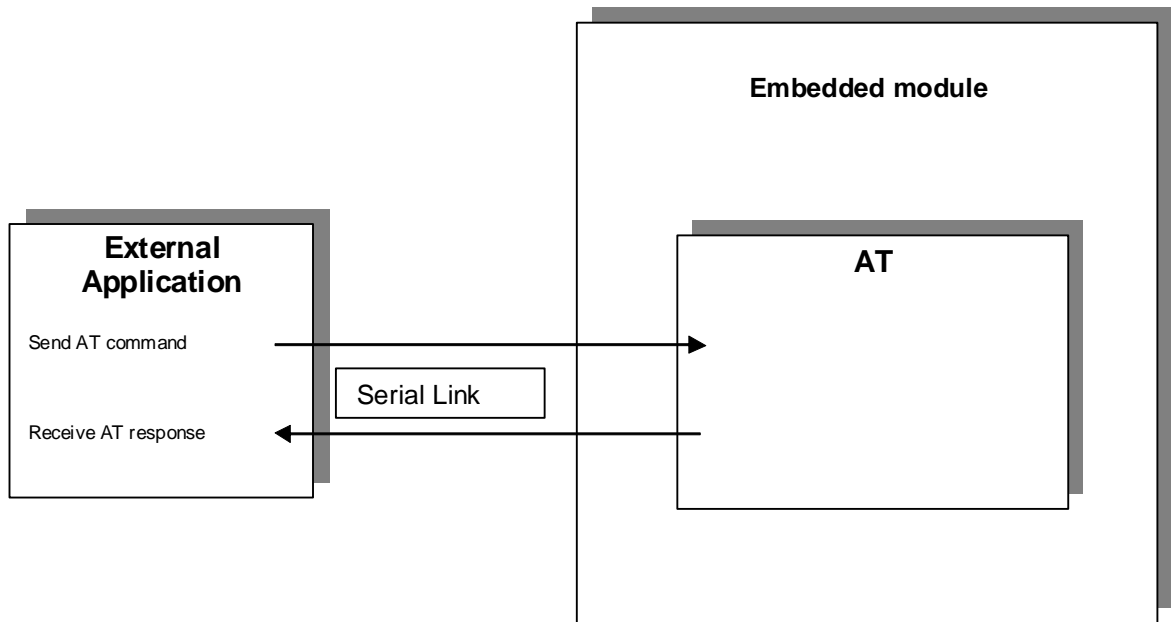 Embedded module
External
Application
AT
Send AT command
Serial Link
Receive AT response